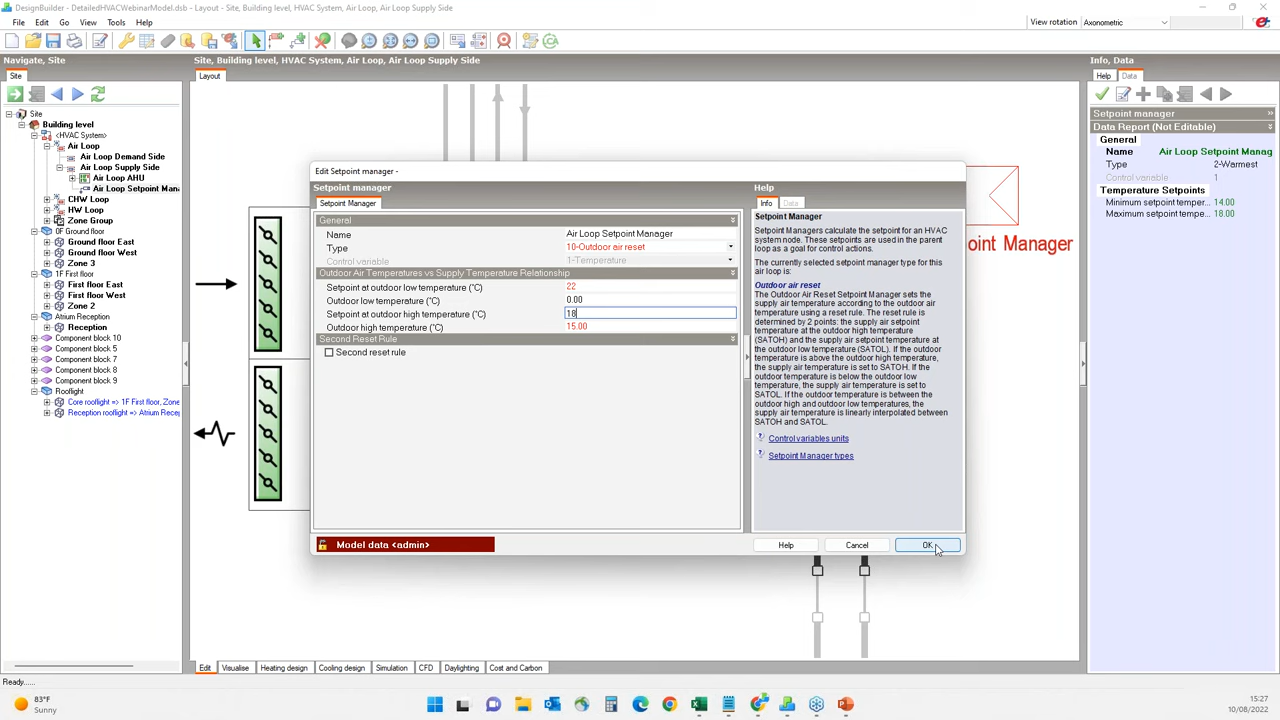 DesignBuilder - DetailedHVACWebinarModel.dsb - Layout - Site, Building level, HVAC System, Air Loop, Air Loop Supply Side
File Edit Go View Tools Help
View rotation Axonometric
Navigate, Site
Site
Site
Building level
<HVAC System>
Air Loop
Air Loop Demand Side
Air Loop Supply Side
Air Loop AHU
Air Loop Setpoint Mana
CHW Loop
HW Loop
Zone Group
0F Ground floor
Ground floor East
Ground floor West
Zone 3
1F First floor
First floor East
First floor West
Zone 2
Atrium Reception
Reception
Component block 10
Component block 5
Component block 7
Component block 8
Component block 9
Rooflight
Core rooflight => 1F First floor, Zone
Reception rooflight => Atrium Recep
Site, Building level, HVAC System, Air Loop, Air Loop Supply Side
Layout
oint Manager
Edit Setpoint manager -
Setpoint manager
Setpoint Manager
General
Name Air Loop Setpoint Manager
Type 10-Outdoor air reset
Control variable 1-Temperature
Outdoor Air Temperatures vs Supply Temperature Relationship
Setpoint at outdoor low temperature (°C) 22
Outdoor low temperature (°C) 0.00
Setpoint at outdoor high temperature (°C) 18
Outdoor high temperature (°C) 15.00
Second Reset Rule
Second reset rule
Model data <admin>
Help
Info Data
Setpoint Manager
Setpoint Managers calculate the setpoint for an HVAC
system node. These setpoints are used in the parent
loop as a goal for control actions.
The currently selected setpoint manager type for this
air loop is:
Outdoor air reset
The Outdoor Air Reset Setpoint Manager sets the
supply air temperature according to the outdoor air
temperature using a reset rule. The reset rule is
determined by 2 points: the supply air setpoint
temperature at the outdoor high temperature
(SATOH) and the supply air setpoint temperature at
the outdoor low temperature (SATOL). If the outdoor
temperature is above the outdoor high temperature,
the supply air temperature is set to SATOH. If the
outdoor temperature is below the outdoor low
temperature, the supply air temperature is set to
SATOL. If the outdoor temperature is between the
outdoor high and outdoor low temperatures, the
supply air temperature is linearly interpolated between
SATOH and SATOL.
Control variables units
Setpoint Manager types
Help Cancel OK
Info, Data
Help Data
Setpoint manager
Data Report (Not Editable)
General
Name Air Loop Setpoint Manag
Type 2-Warmest
Control variable 1
Temperature Setpoints
Minimum setpoint temper... 14.00
Maximum setpoint tempe... 18.00
Edit Visualise Heating design Cooling design Simulation CFD Daylighting Cost and Carbon
Ready......
83°F
Sunny
15:27
10/08/2022